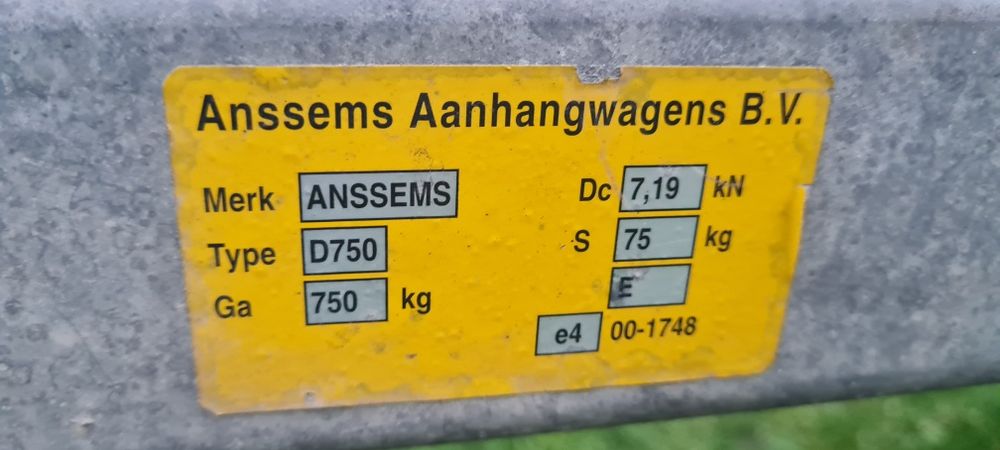 Anssems Aanhangwagens B.V.
Merk ANSSEMS Dc 7,19 kN
Type D750 S 75 kg
Ga 750 kg E
e4 00-1748